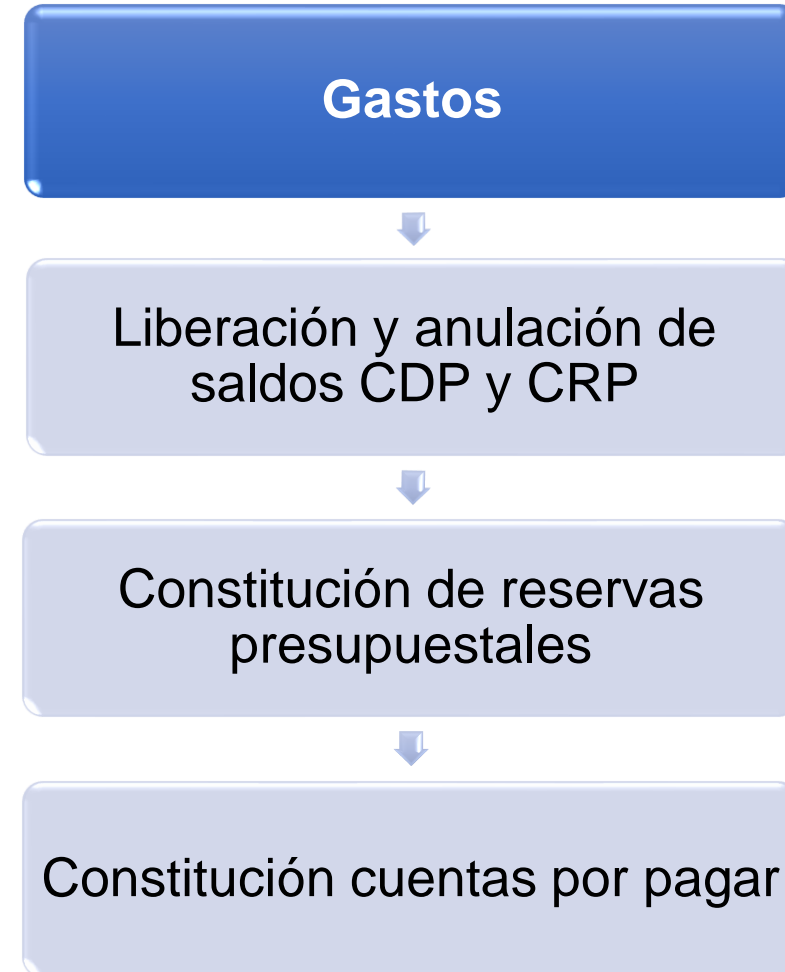 Gastos
Liberación y anulación de
saldos CDP y CRP
Constitución de reservas
presupuestales
Constitución cuentas por pagar